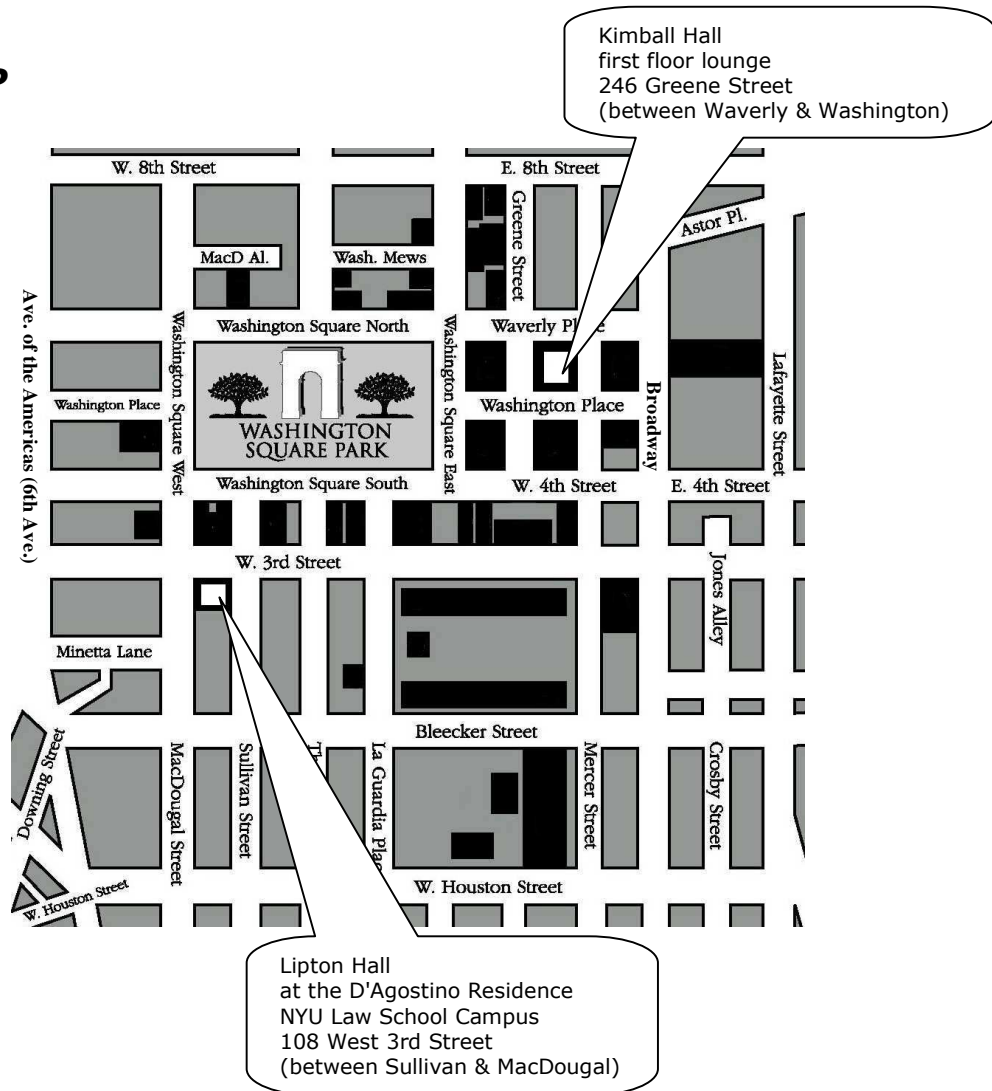 Kimball Hall
first floor lounge
246 Greene Street
(between Waverly & Washington)
W. 8th Street
E. 8th Street
Greene Street
Astor Pl.
MacD Al.
Wash. Mews
Ave. of the Americas (6th Ave.)
Washington Square West
Washington Square North
Washington Square East
Waverly Place
Lafayette Street
Broadway
Washington Place
Washington Place
WASHINGTON
SQUARE PARK
Washington Square South
W. 4th Street
E. 4th Street
W. 3rd Street
Jones Alley
Minetta Lane
Bleecker Street
Downing Street
MacDougal Street
Sullivan Street
La Guardia Plac
Mercer Street
Crosby Street
W. Houston Street
W. Houston Street
Lipton Hall
at the D'Agostino Residence
NYU Law School Campus
108 West 3rd Street
(between Sullivan & MacDougal)